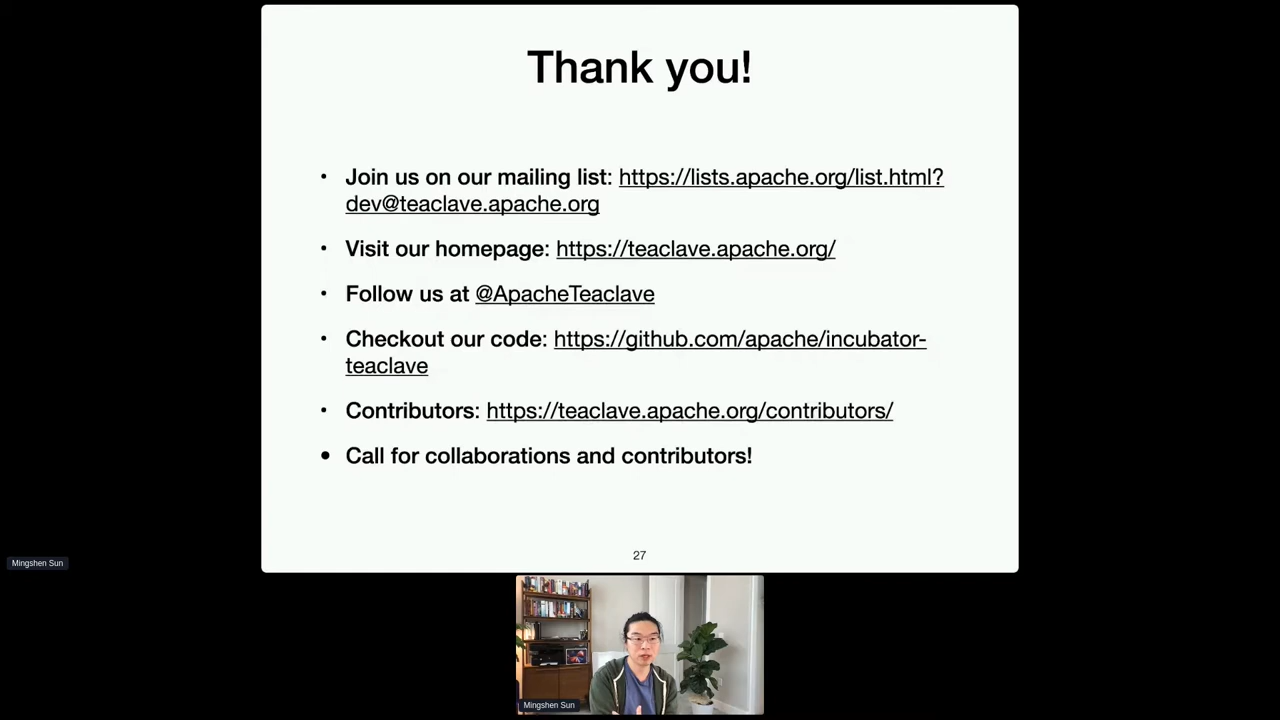 Thank you!
• Join us on our mailing list: https://lists.apache.org/list.html?
dev@teaclave.apache.org
• Visit our homepage: https://teaclave.apache.org/
• Follow us at @ApacheTeaclave
• Checkout our code: https://github.com/apache/incubator-
teaclave
• Contributors: https://teaclave.apache.org/contributors/
• Call for collaborations and contributors!
27
Mingshen Sun
Mingshen Sun